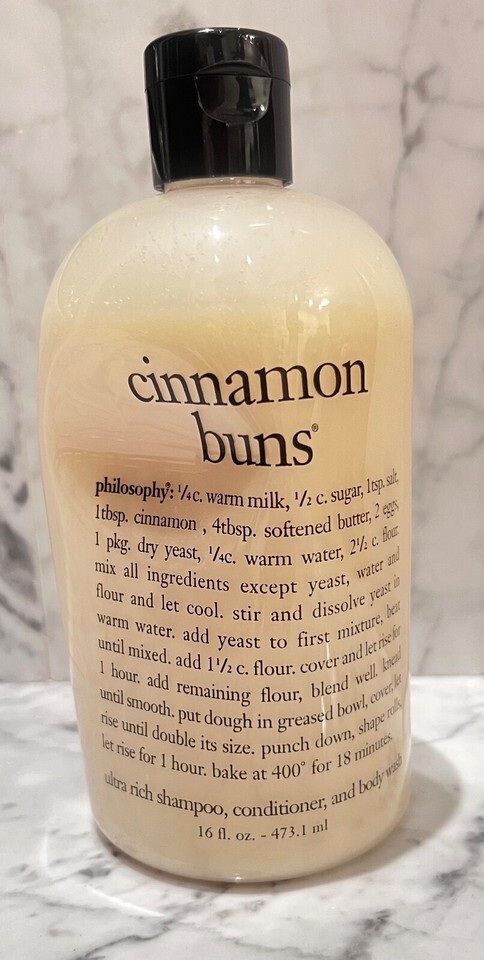 cinnamon
buns®
philosophy®: ¼c. warm milk, ½ c. sugar, 1tsp. salt,
1tbsp. cinnamon , 4tbsp. softened butter, 2 eggs,
1 pkg. dry yeast, ¼c. warm water, 2½ c. flour.
mix all ingredients except yeast, water and
flour and let cool. stir and dissolve yeast in
warm water. add yeast to first mixture, beat
until mixed. add 1½ c. flour. cover and let rise for
1 hour. add remaining flour, blend well. knead
until smooth. put dough in greased bowl, cover, let
rise until double its size. punch down, shape rolls,
let rise for 1 hour. bake at 400° for 18 minutes.
ultra rich shampoo, conditioner, and body wash
16 fl. oz. - 473.1 ml